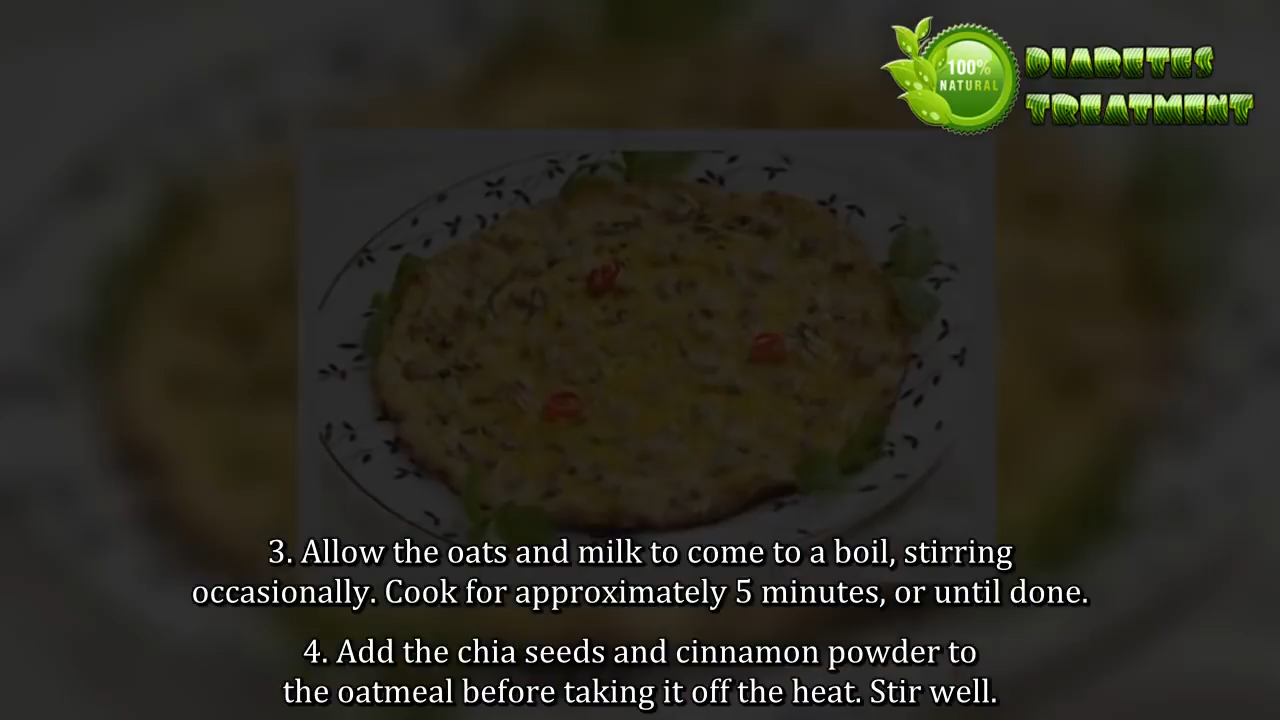 100%
NATURAL
DIABETES
TREATMENT
3. Allow the oats and milk to come to a boil, stirring
occasionally. Cook for approximately 5 minutes, or until done.
4. Add the chia seeds and cinnamon powder to
the oatmeal before taking it off the heat. Stir well.